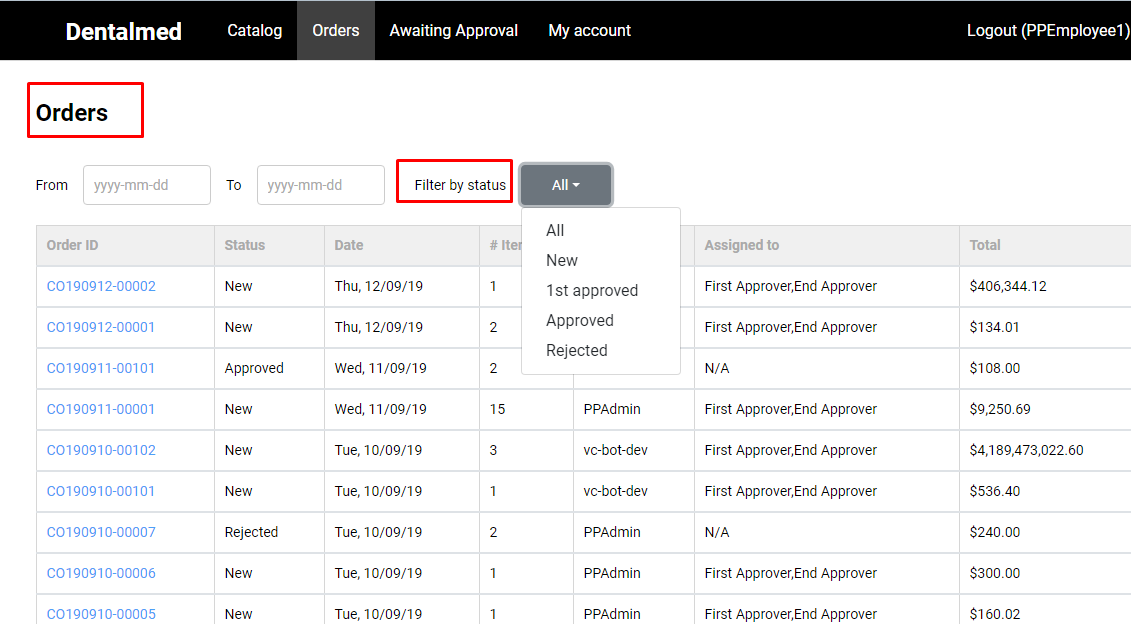 Dentalmed Catalog Orders Awaiting Approval My account Logout (PPEmployee1)
Orders
From yyyy-mm-dd To yyyy-mm-dd Filter by status All
All
New
1st approved
Approved
Rejected
Order ID Status Date # Assigned to Total
CO190912-00002 New Thu, 12/09/19 1 First Approver,End Approver $406,344.12
CO190912-00001 New Thu, 12/09/19 2 First Approver,End Approver $134.01
CO190911-00101 Approved Wed, 11/09/19 2 N/A $108.00
CO190911-00001 New Wed, 11/09/19 15 PPAdmin First Approver,End Approver $9,250.69
CO190910-00102 New Tue, 10/09/19 3 vc-bot-dev First Approver,End Approver $4,189,473,022.60
CO190910-00101 New Tue, 10/09/19 1 vc-bot-dev First Approver,End Approver $536.40
CO190910-00007 Rejected Tue, 10/09/19 2 PPAdmin N/A $240.00
CO190910-00006 New Tue, 10/09/19 1 PPAdmin First Approver,End Approver $300.00
CO190910-00005 New Tue, 10/09/19 1 PPAdmin First Approver,End Approver $160.02